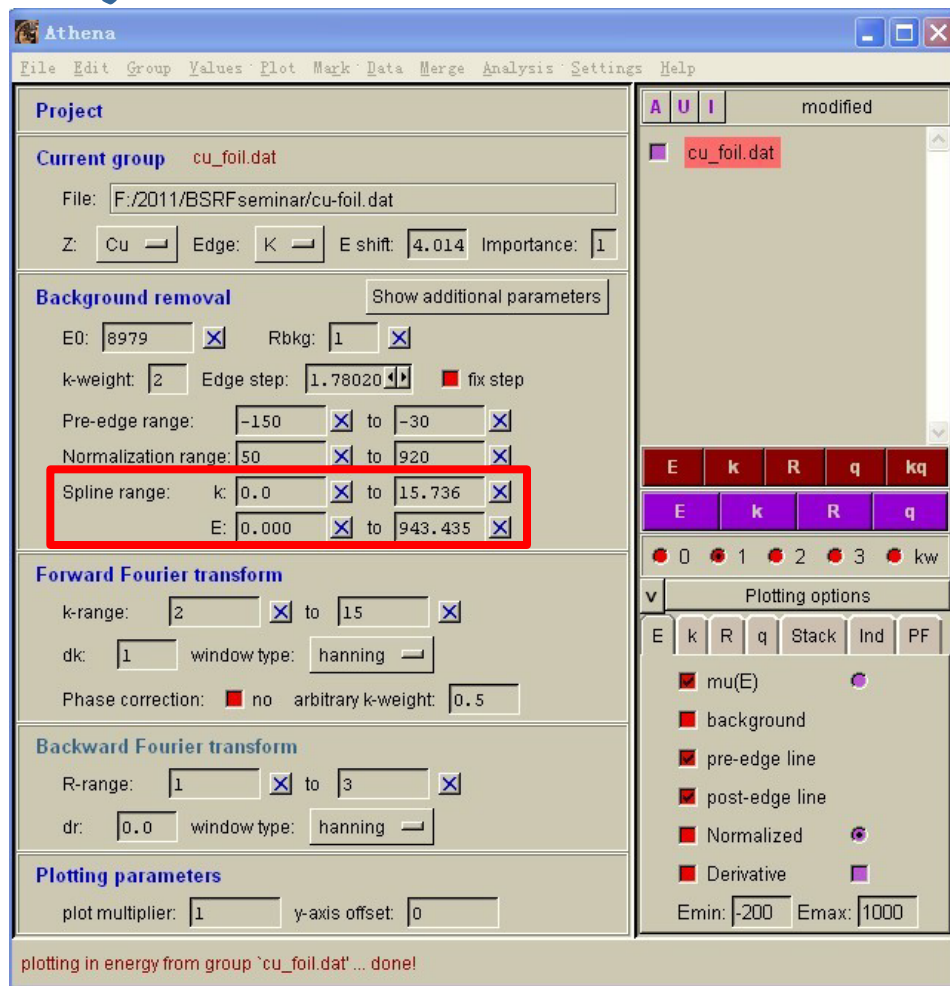 Athena
File Edit Group Values Plot Mark Data Merge Analysis Settings Help
Project
Current group cu_foil.dat
File: F:/2011/BSRFseminar/cu-foil.dat
Z: Cu Edge: K E shift: 4.014 Importance: 1
Background removal Show additional parameters
E0: 8979 Rbkg: 1
k-weight: 2 Edge step: 1.78020 fix step
Pre-edge range: -150 to -30
Normalization range: 50 to 920
Spline range: k: 0.0 to 15.736
E: 0.000 to 943.435
Forward Fourier transform
k-range: 2 to 15
dk: 1 window type: hanning
Phase correction: no arbitrary k-weight: 0.5
Backward Fourier transform
R-range: 1 to 3
dr: 0.0 window type: hanning
Plotting parameters
plot multiplier: 1 y-axis offset: 0
A U I modified
cu_foil.dat
E k R q kq
E k R q
0 1 2 3 kw
v Plotting options
E k R q Stack Ind PF
mu(E)
background
pre-edge line
post-edge line
Normalized
Derivative
Emin: -200 Emax: 1000
plotting in energy from group `cu_foil.dat' ... done!